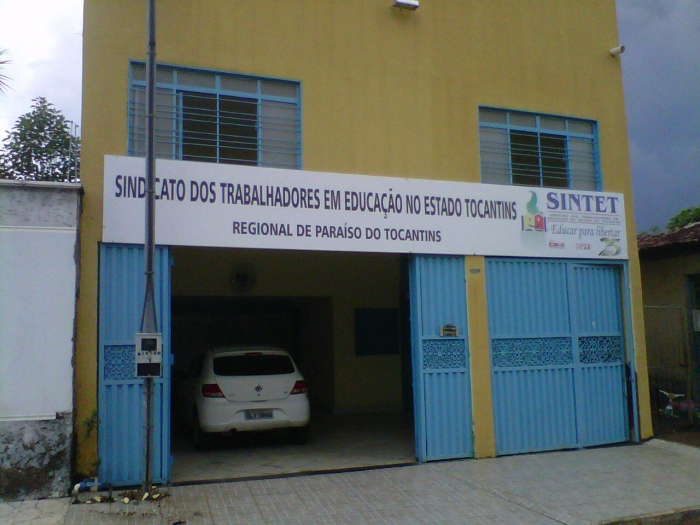 SINDICATO DOS TRABALHADORES EM EDUCAÇÃO NO ESTADO TOCANTINS
REGIONAL DE PARAÍSO DO TOCANTINS
SINTET
Educar para libertar